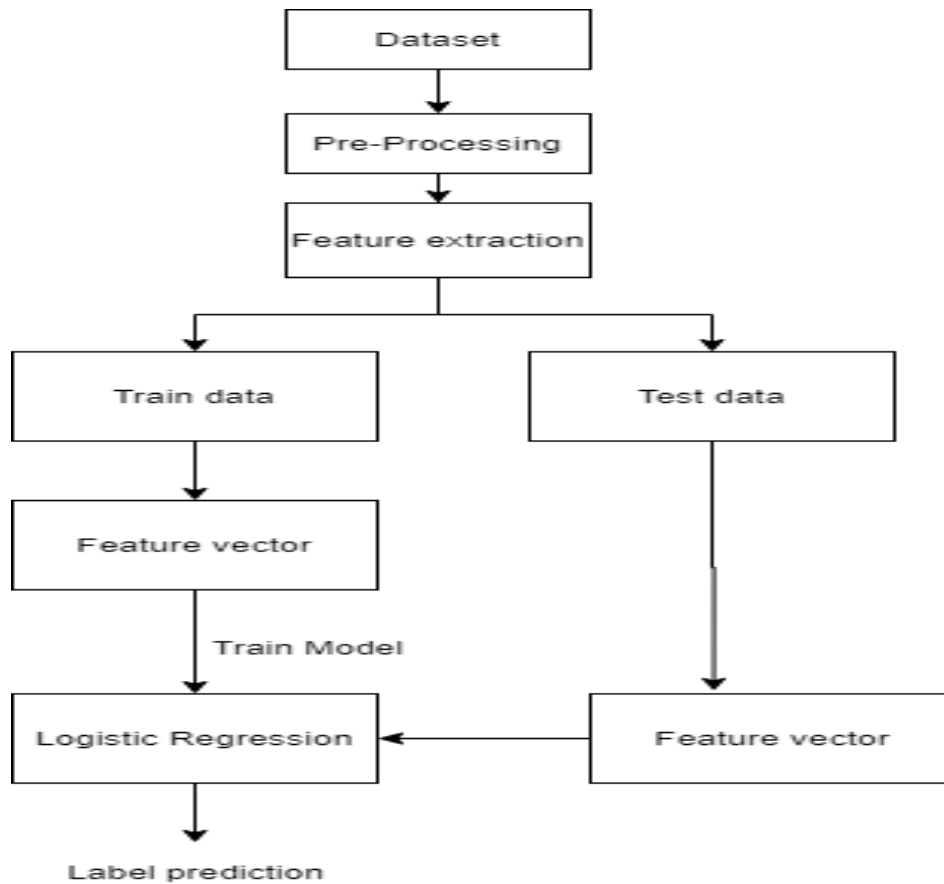 Dataset
Pre-Processing
Feature extraction
Train data
Test data
Feature vector
Train Model
Logistic Regression
Feature vector
Label prediction